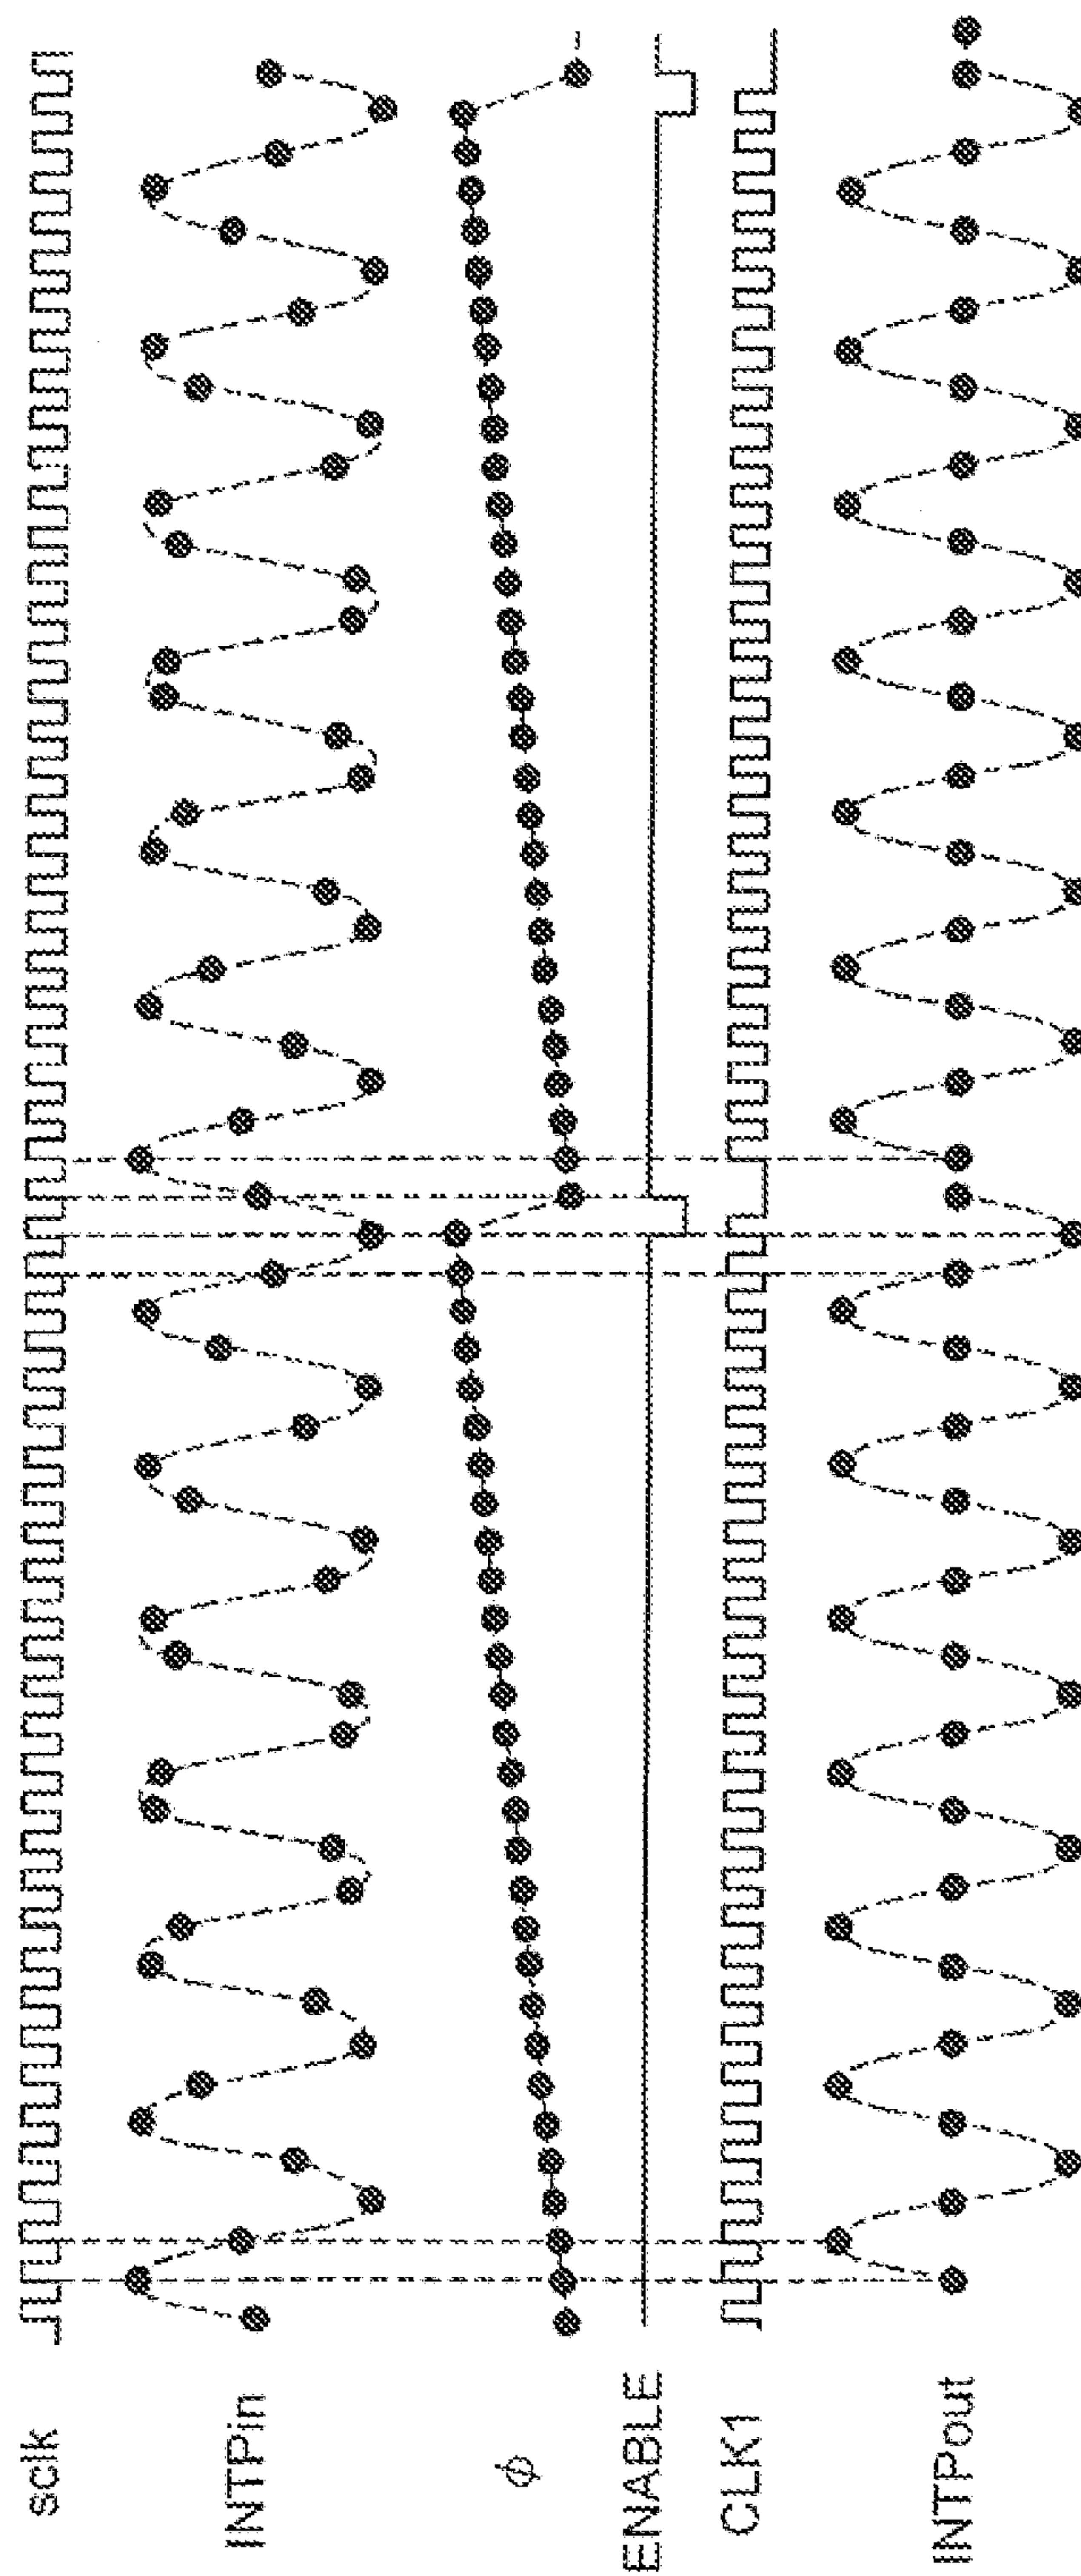 sclk
INTPin
ϕ
ENABLE
CLK1
INTPout